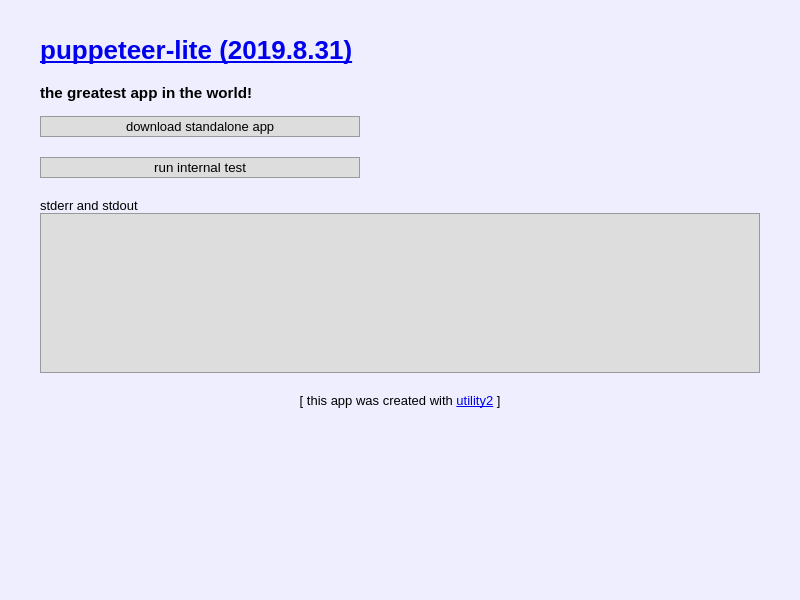 puppeteer-lite (2019.8.31)
the greatest app in the world!
download standalone app
run internal test
stderr and stdout
[ this app was created with utility2 ]